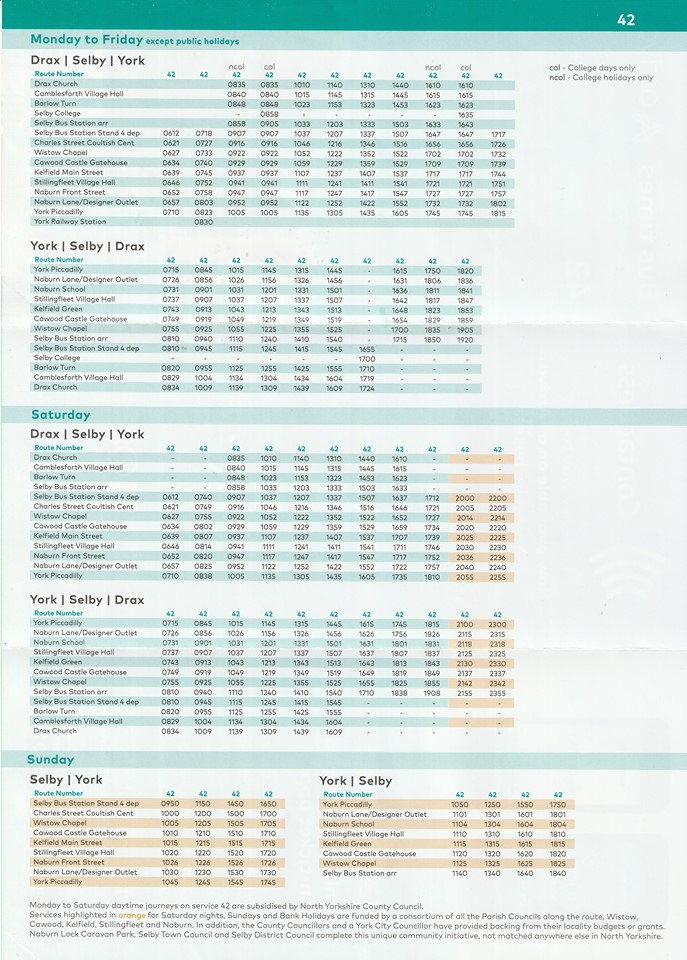 42
Monday to Friday except public holidays
Drax | Selby | York
ncol col ncol col
col - College days only
Route Number 42 42 42 42 42 42 42 42 42 42 42
ncol - College holidays only
Drax Church 0835 0835 1010 1140 1310 1440 1610 1610
Camblesforth Village Hall 0840 0840 1015 1145 1315 1445 1615 1615
Barlow Turn 0848 0848 1023 1153 1323 1453 1623 1623
Selby College - 0858 - - - - - 1635
Selby Bus Station arr 0858 0905 1033 1203 1333 1503 1633 1643
Selby Bus Station Stand 4 dep 0612 0718 0907 0907 1037 1207 1337 1507 1647 1647 1717
Charles Street Coultish Cent 0621 0727 0916 0916 1046 1216 1346 1516 1656 1656 1726
Wistow Chapel 0627 0733 0922 0922 1052 1222 1352 1522 1702 1702 1732
Cawood Castle Gatehouse 0634 0740 0929 0929 1059 1229 1359 1529 1709 1709 1739
Kelfield Main Street 0639 0745 0937 0937 1107 1237 1407 1537 1717 1717 1744
Stillingfleet Village Hall 0646 0752 0941 0941 1111 1241 1411 1541 1721 1721 1751
Naburn Front Street 0652 0758 0947 0947 1117 1247 1417 1547 1727 1727 1757
Naburn Lane/Designer Outlet 0657 0803 0952 0952 1122 1252 1422 1552 1732 1732 1802
York Piccadilly 0710 0823 1005 1005 1135 1305 1435 1605 1745 1745 1815
York Railway Station 0830
York | Selby | Drax
Route Number 42 42 42 42 42 42 42 42 42 42
York Piccadilly 0715 0845 1015 1145 1315 1445 - 1615 1750 1820
Naburn Lane/Designer Outlet 0726 0856 1026 1156 1326 1456 - 1631 1806 1836
Naburn School 0731 0901 1031 1201 1331 1501 - 1636 1811 1841
Stillingfleet Village Hall 0737 0907 1037 1207 1337 1507 - 1642 1817 1847
Kelfield Green 0743 0913 1043 1213 1343 1513 - 1648 1823 1853
Cawood Castle Gatehouse 0749 0919 1049 1219 1349 1519 - 1654 1829 1859
Wistow Chapel 0755 0925 1055 1225 1355 1525 - 1700 1835 1905
Selby Bus Station arr 0810 0940 1110 1240 1410 1540 - 1715 1850 1920
Selby Bus Station Stand 4 dep 0810 0945 1115 1245 1415 1545 1655 - - -
Selby College - - - - - - 1700 - - -
Barlow Turn 0820 0955 1125 1255 1425 1555 1710 - - -
Camblesforth Village Hall 0829 1004 1134 1304 1434 1604 1719 - - -
Drax Church 0834 1009 1139 1309 1439 1609 1724 - - -
Saturday
Drax | Selby | York
Route Number 42 42 42 42 42 42 42 42 42 42 42
Drax Church - - 0835 1010 1140 1310 1440 1610 - - -
Camblesforth Village Hall - - 0840 1015 1145 1315 1445 1615 - - -
Barlow Turn - - 0848 1023 1153 1323 1453 1623 - - -
Selby Bus Station arr - - 0858 1033 1203 1333 1503 1633 - - -
Selby Bus Station Stand 4 dep 0612 0740 0907 1037 1207 1337 1507 1637 1712 2000 2200
Charles Street Coultish Cent 0621 0749 0916 1046 1216 1346 1516 1646 1721 2005 2205
Wistow Chapel 0627 0755 0922 1052 1222 1352 1522 1652 1727 2014 2214
Cawood Castle Gatehouse 0634 0802 0929 1059 1229 1359 1529 1659 1734 2020 2220
Kelfield Main Street 0639 0807 0937 1107 1237 1407 1537 1707 1739 2025 2225
Stillingfleet Village Hall 0646 0814 0941 1111 1241 1411 1541 1711 1746 2030 2230
Naburn Front Street 0652 0820 0947 1117 1247 1417 1547 1717 1752 2036 2236
Naburn Lane/Designer Outlet 0657 0825 0952 1122 1252 1422 1552 1722 1757 2040 2240
York Piccadilly 0710 0838 1005 1135 1305 1435 1605 1735 1810 2055 2255
York | Selby | Drax
Route Number 42 42 42 42 42 42 42 42 42 42 42
York Piccadilly 0715 0845 1015 1145 1315 1445 1615 1745 1815 2100 2300
Naburn Lane/Designer Outlet 0726 0856 1026 1156 1326 1456 1626 1756 1826 2115 2315
Naburn School 0731 0901 1031 1201 1331 1501 1631 1801 1831 2118 2318
Stillingfleet Village Hall 0737 0907 1037 1207 1337 1507 1637 1807 1837 2125 2325
Kelfield Green 0743 0913 1043 1213 1343 1513 1643 1813 1843 2130 2330
Cawood Castle Gatehouse 0749 0919 1049 1219 1349 1519 1649 1819 1849 2137 2337
Wistow Chapel 0755 0925 1055 1225 1355 1525 1655 1825 1855 2142 2342
Selby Bus Station arr 0810 0940 1110 1240 1410 1540 1710 1838 1908 2155 2355
Selby Bus Station Stand 4 dep 0810 0945 1115 1245 1415 1545 - - - - -
Barlow Turn 0820 0955 1125 1255 1425 1555 - - - - -
Camblesforth Village Hall 0829 1004 1134 1304 1434 1604 - - - - -
Drax Church 0834 1009 1139 1309 1439 1609 - - - - -
Sunday
Selby | York
Route Number 42 42 42 42
Selby Bus Station Stand 4 dep 0950 1150 1450 1650
Charles Street Coultish Cent 1000 1200 1500 1700
Wistow Chapel 1005 1205 1505 1705
Cawood Castle Gatehouse 1010 1210 1510 1710
Kelfield Main Street 1015 1215 1515 1715
Stillingfleet Village Hall 1020 1220 1520 1720
Naburn Front Street 1026 1226 1526 1726
Naburn Lane/Designer Outlet 1030 1230 1530 1730
York Piccadilly 1045 1245 1545 1745
York | Selby
Route Number 42 42 42 42
York Piccadilly 1050 1250 1550 1750
Naburn Lane/Designer Outlet 1101 1301 1601 1801
Naburn School 1104 1304 1604 1804
Stillingfleet Village Hall 1110 1310 1610 1810
Kelfield Green 1115 1315 1615 1815
Cawood Castle Gatehouse 1120 1320 1620 1820
Wistow Chapel 1125 1325 1625 1825
Selby Bus Station arr 1140 1340 1640 1840
Monday to Saturday daytime journeys on service 42 are subsidised by North Yorkshire County Council.
Services highlighted in orange for Saturday nights, Sundays and Bank Holidays are funded by a consortium of all the Parish Councils along the route, Wistow,
Cawood, Kelfield, Stillingfleet and Naburn. In addition, the County Councillors and a York City Councillor have provided backing from their locality budgets or grants.
Naburn Lock Caravan Park, Selby Town Council and Selby District Council complete this unique community initiative, not matched anywhere else in North Yorkshire.